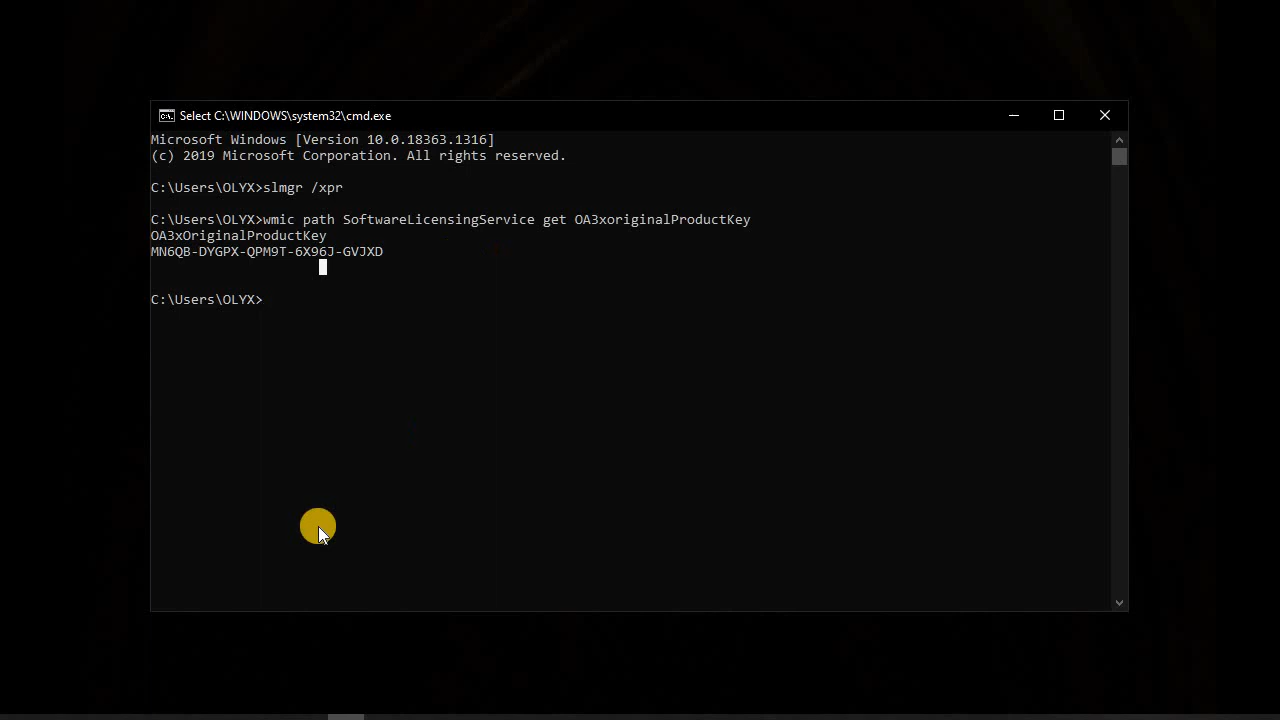 Select C:\WINDOWS\system32\cmd.exe
Microsoft Windows [Version 10.0.18363.1316]
(c) 2019 Microsoft Corporation. All rights reserved.
C:\Users\OLYX>slmgr /xpr
C:\Users\OLYX>wmic path SoftwareLicensingService get OA3xoriginalProductKey
OA3xOriginalProductKey
MN6QB-DYGPX-QPM9T-6X96J-GVJXD
C:\Users\OLYX>